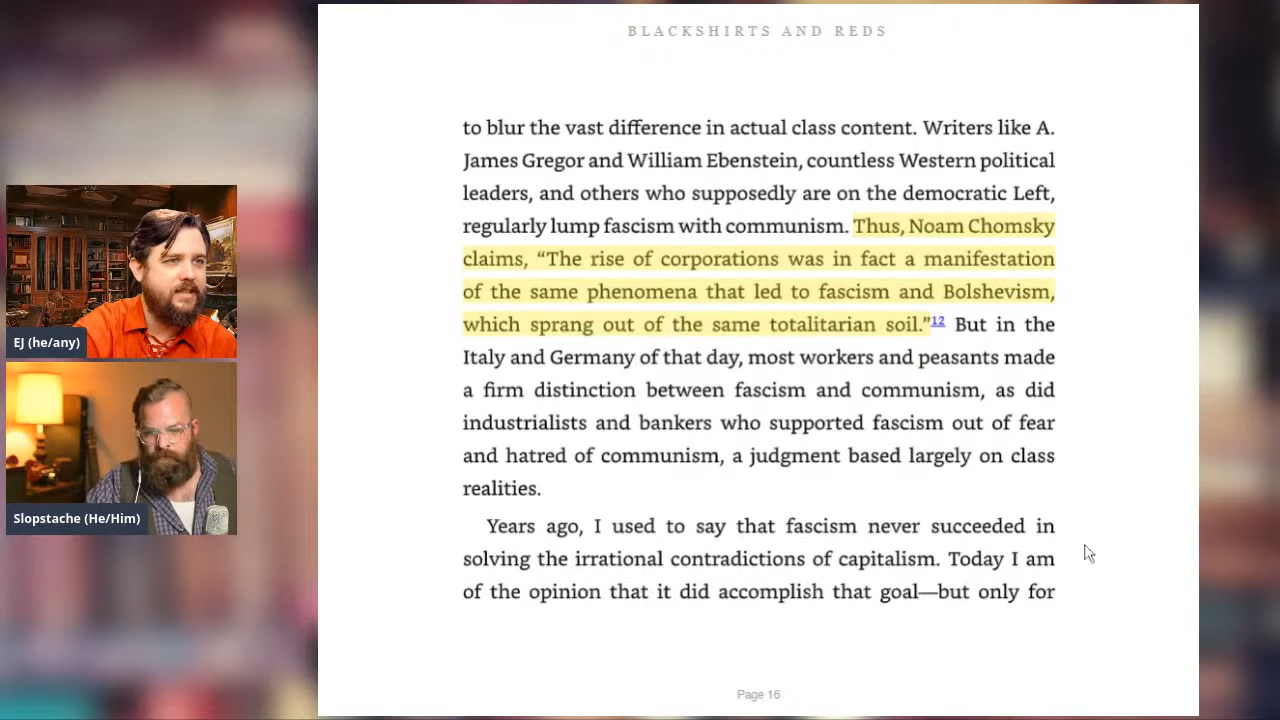 BLACKSHIRTS AND REDS
to blur the vast difference in actual class content. Writers like A.
James Gregor and William Ebenstein, countless Western political
leaders, and others who supposedly are on the democratic Left,
regularly lump fascism with communism. Thus, Noam Chomsky
claims, “The rise of corporations was in fact a manifestation
of the same phenomena that led to fascism and Bolshevism,
which sprang out of the same totalitarian soil.”12 But in the
Italy and Germany of that day, most workers and peasants made
a firm distinction between fascism and communism, as did
industrialists and bankers who supported fascism out of fear
and hatred of communism, a judgment based largely on class
realities.
Years ago, I used to say that fascism never succeeded in
solving the irrational contradictions of capitalism. Today I am
of the opinion that it did accomplish that goal—but only for
Page 16
EJ (he/any)
Slopstache (He/Him)